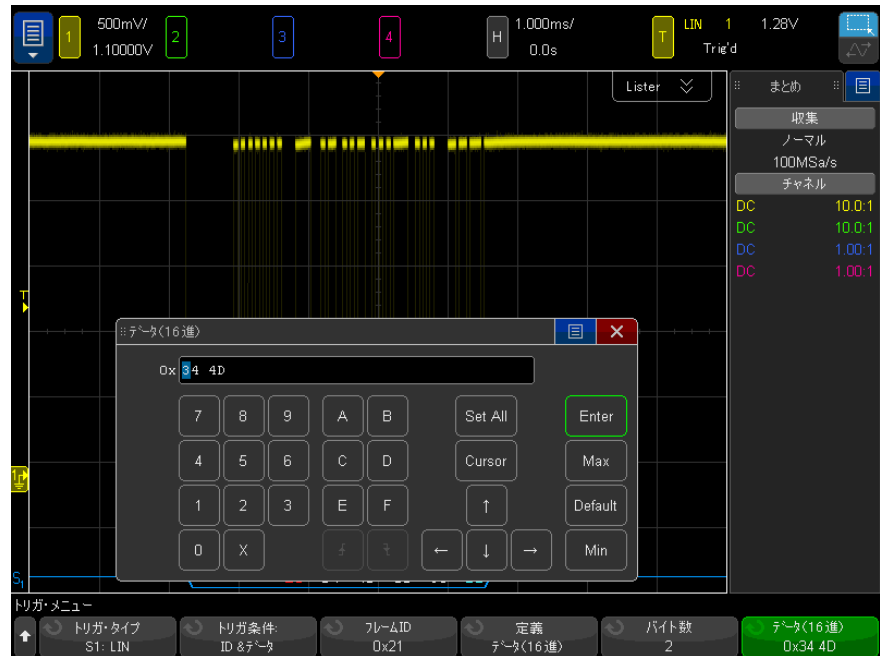 1
500mV/
1.10000V
2
3
4
H
1.000ms/
0.0s
T
LIN 1 1.28V
Trig'd
Lister
まとめ
収集
ノーマル
100MSa/s
チャネル
DC 10.0:1
DC 10.0:1
DC 1.00:1
DC 1.00:1
T
データ(16進)
0x 34 4D
7 8 9 A B Set All Enter
4 5 6 C D Cursor Max
1 2 3 E F ↑ Default
0 X ← ↓ → Min
1
S1
トリガ・メニュー
トリガ・タイプ
S1: LIN
トリガ条件:
ID &データ
フレームID
0x21
定義
データ(16進)
バイト数
2
データ(16進)
0x34 4D